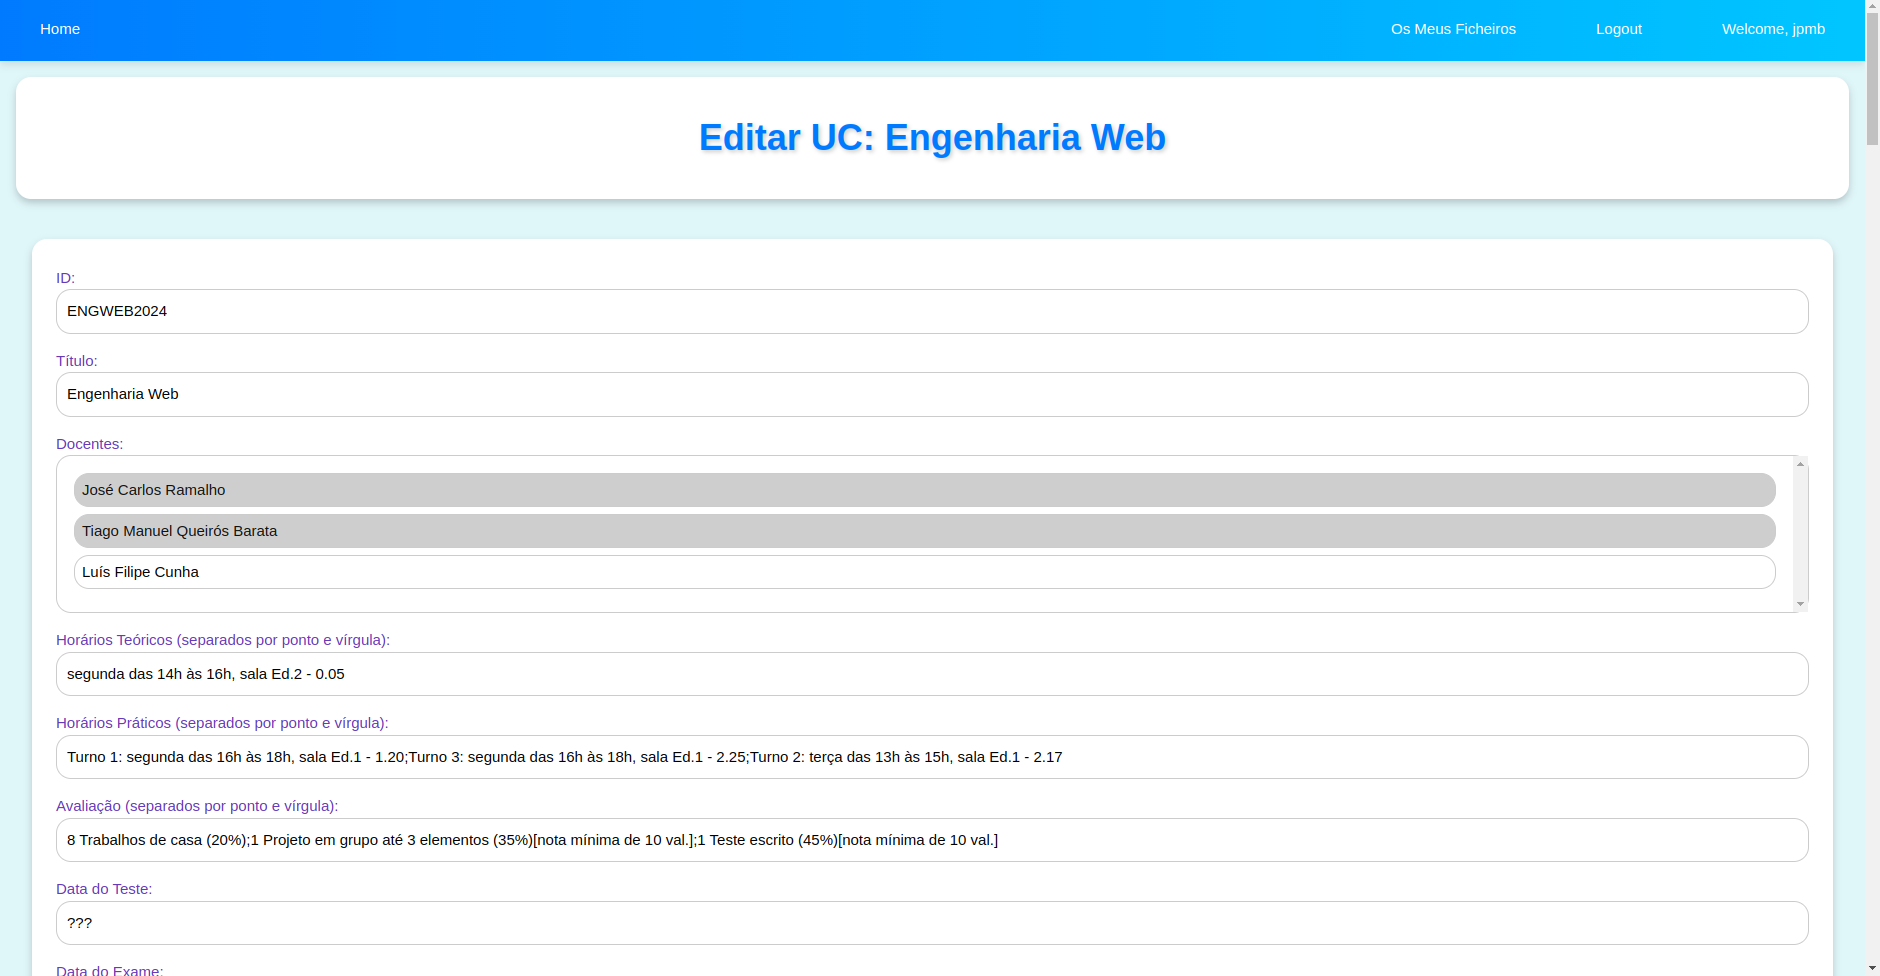 Home
Os Meus Ficheiros
Logout
Welcome, jpmb
Editar UC: Engenharia Web
ID:
ENGWEB2024
Título:
Engenharia Web
Docentes:
José Carlos Ramalho
Tiago Manuel Queirós Barata
Luís Filipe Cunha
Horários Teóricos (separados por ponto e vírgula):
segunda das 14h às 16h, sala Ed.2 - 0.05
Horários Práticos (separados por ponto e vírgula):
Turno 1: segunda das 16h às 18h, sala Ed.1 - 1.20;Turno 3: segunda das 16h às 18h, sala Ed.1 - 2.25;Turno 2: terça das 13h às 15h, sala Ed.1 - 2.17
Avaliação (separados por ponto e vírgula):
8 Trabalhos de casa (20%);1 Projeto em grupo até 3 elementos (35%)[nota mínima de 10 val.];1 Teste escrito (45%)[nota mínima de 10 val.]
Data do Teste:
???
Data do Exame: